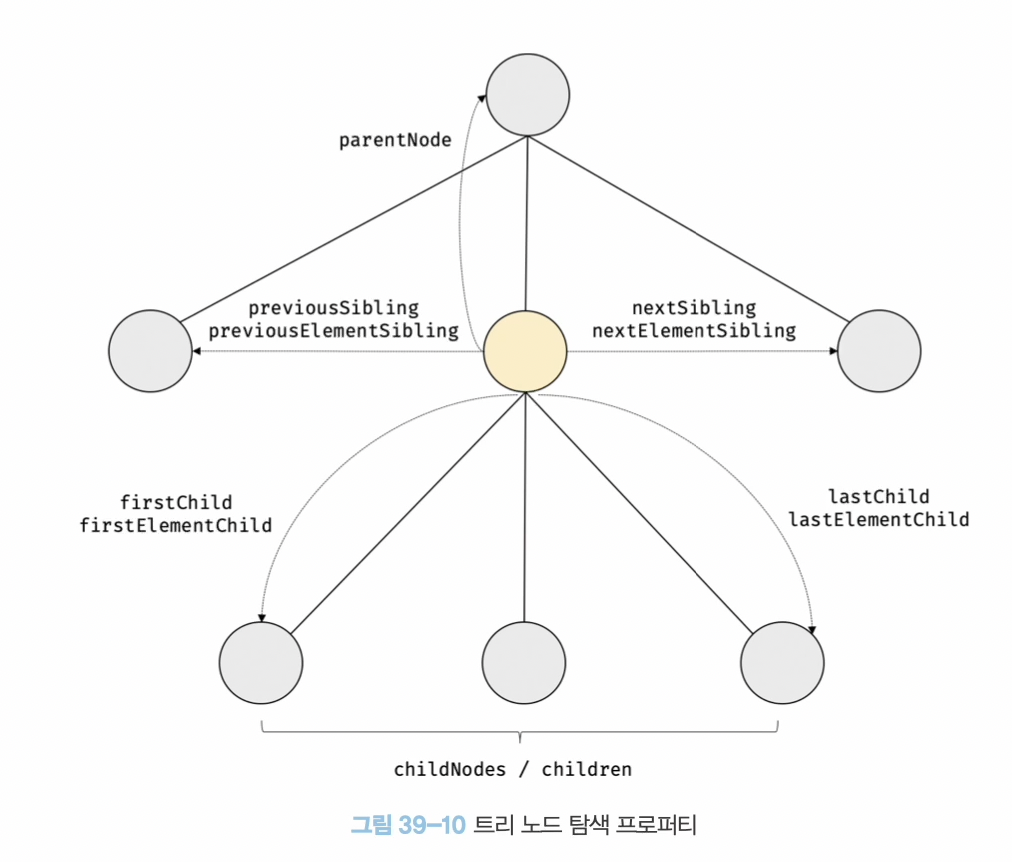 parentNode
previousSibling
previousElementSibling
nextSibling
nextElementSibling
firstChild
firstElementChild
lastChild
lastElementChild
childNodes / children
그림 39-10 트리 노드 탐색 프로퍼티